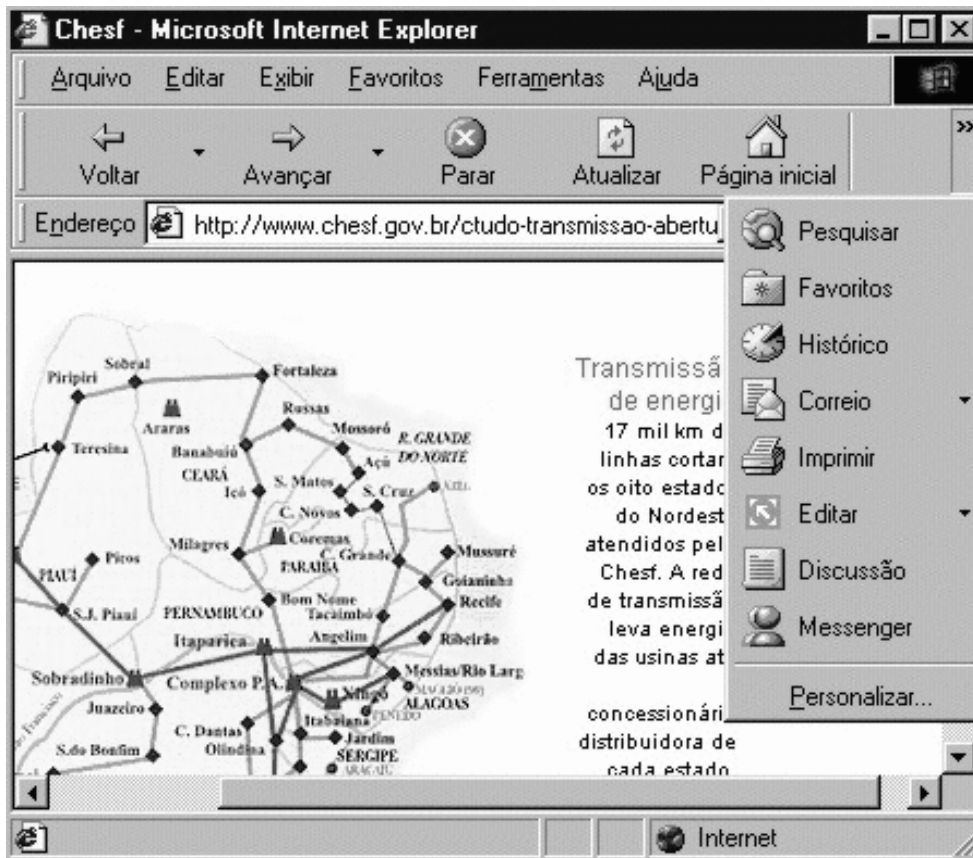 Chesf - Microsoft Internet Explorer
Arquivo Editar Exibir Favoritos Ferramentas Ajuda
Voltar Avançar Parar Atualizar Página inicial »
Endereço http://www.chesf.gov.br/ctudo-transmissao-abertu
Pesquisar
Favoritos
Histórico
Correio
Imprimir
Editar
Discussão
Messenger
Personalizar...
Transmissã
de energi
17 mil km d
linhas cortar
os oito estado
do Nordest
atendidos pel
Chesf. A red
de transmissã
leva energi
das usinas at
concessionári
distribuidora de
cada estado
Sobral
Piripiri
Fortaleza
Araras
Russas
Mossoró
R. GRANDE
DO NORTE
Teresina
Banabuiú
Açú
CEARÁ
Icó
S. Matos
S. Cruz
C. Novos
Milagres
Coremas
C. Grande
Mussuré
PARAIBA
Picos
PIAUÍ
Goianinha
S.J. Piauí
PERNAMBUCO
Bom Nome
Tacaimbó
Recife
Itaparica
Angelim
Ribeirão
Sobradinho
Complexo P.A.
Messias/Rio Larg
Xingó
ALAGOAS
Juazeiro
Itabaiana
PENEDO
C. Dantas
Jardim
S.do Bonfim
Olindina
SERGIPE
Internet